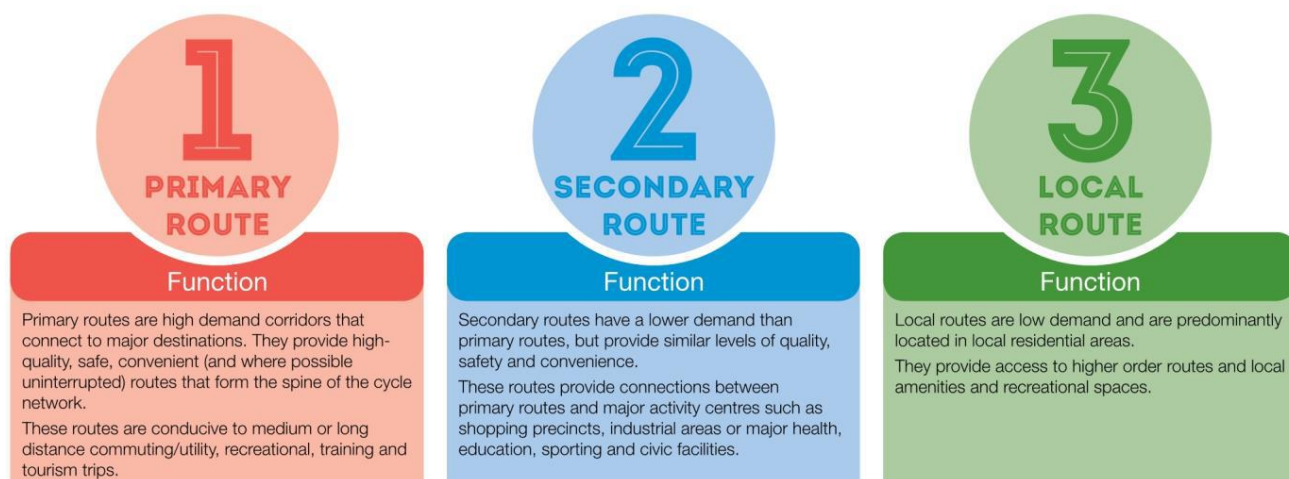 1
PRIMARY
ROUTE
Function
Primary routes are high demand corridors that
connect to major destinations. They provide high-
quality, safe, convenient (and where possible
uninterrupted) routes that form the spine of the cycle
network.
These routes are conducive to medium or long
distance commuting/utility, recreational, training and
tourism trips.
2
SECONDARY
ROUTE
Function
Secondary routes have a lower demand than
primary routes, but provide similar levels of quality,
safety and convenience.
These routes provide connections between
primary routes and major activity centres such as
shopping precincts, industrial areas or major health,
education, sporting and civic facilities.
3
LOCAL
ROUTE
Function
Local routes are low demand and are predominantly
located in local residential areas.
They provide access to higher order routes and local
amenities and recreational spaces.